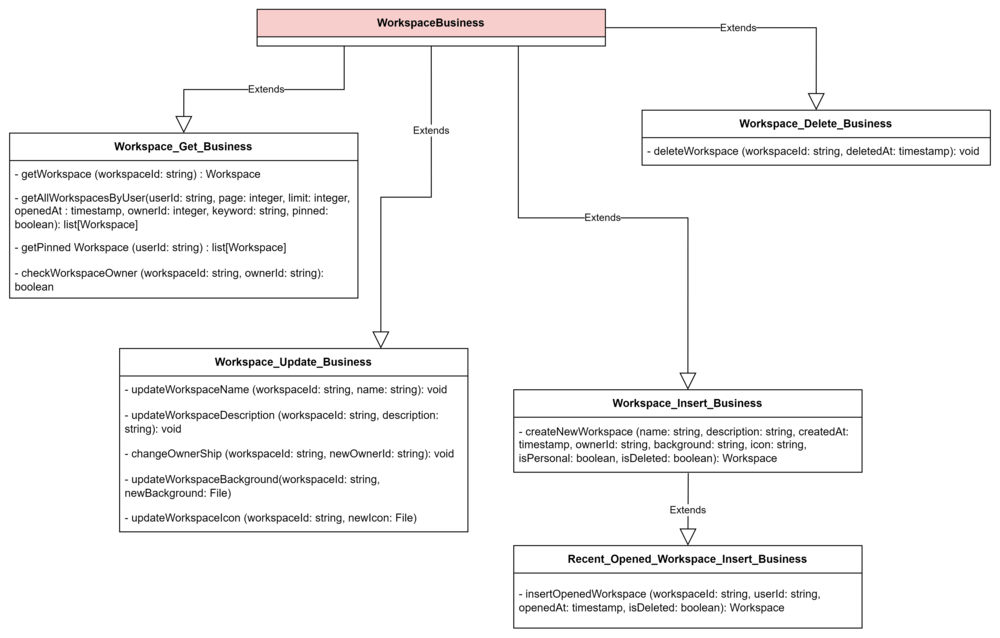 WorkspaceBusiness
Extends
Extends
Extends
Extends
Workspace_Delete_Business
- deleteWorkspace (workspaceId: string, deletedAt: timestamp): void
Workspace_Get_Business
- getWorkspace (workspaceId: string) : Workspace
- getAllWorkspacesByUser(userId: string, page: integer, limit: integer,
openedAt : timestamp, ownerId: integer, keyword: string, pinned:
boolean): list[Workspace]
- getPinned Workspace (userId: string) : list[Workspace]
- checkWorkspaceOwner (workspaceId: string, ownerId: string):
boolean
Workspace_Update_Business
- updateWorkspaceName (workspaceId: string, name: string): void
- updateWorkspaceDescription (workspaceId: string, description:
string): void
- changeOwnerShip (workspaceId: string, newOwnerId: string): void
- updateWorkspaceBackground(workspaceId: string,
newBackground: File)
- updateWorkspaceIcon (workspaceId: string, newIcon: File)
Workspace_Insert_Business
- createNewWorkspace (name: string, description: string, createdAt:
timestamp, ownerId: string, background: string, icon: string,
isPersonal: boolean, isDeleted: boolean): Workspace
Extends
Recent_Opened_Workspace_Insert_Business
- insertOpenedWorkspace (workspaceId: string, userId: string,
openedAt: timestamp, isDeleted: boolean): Workspace